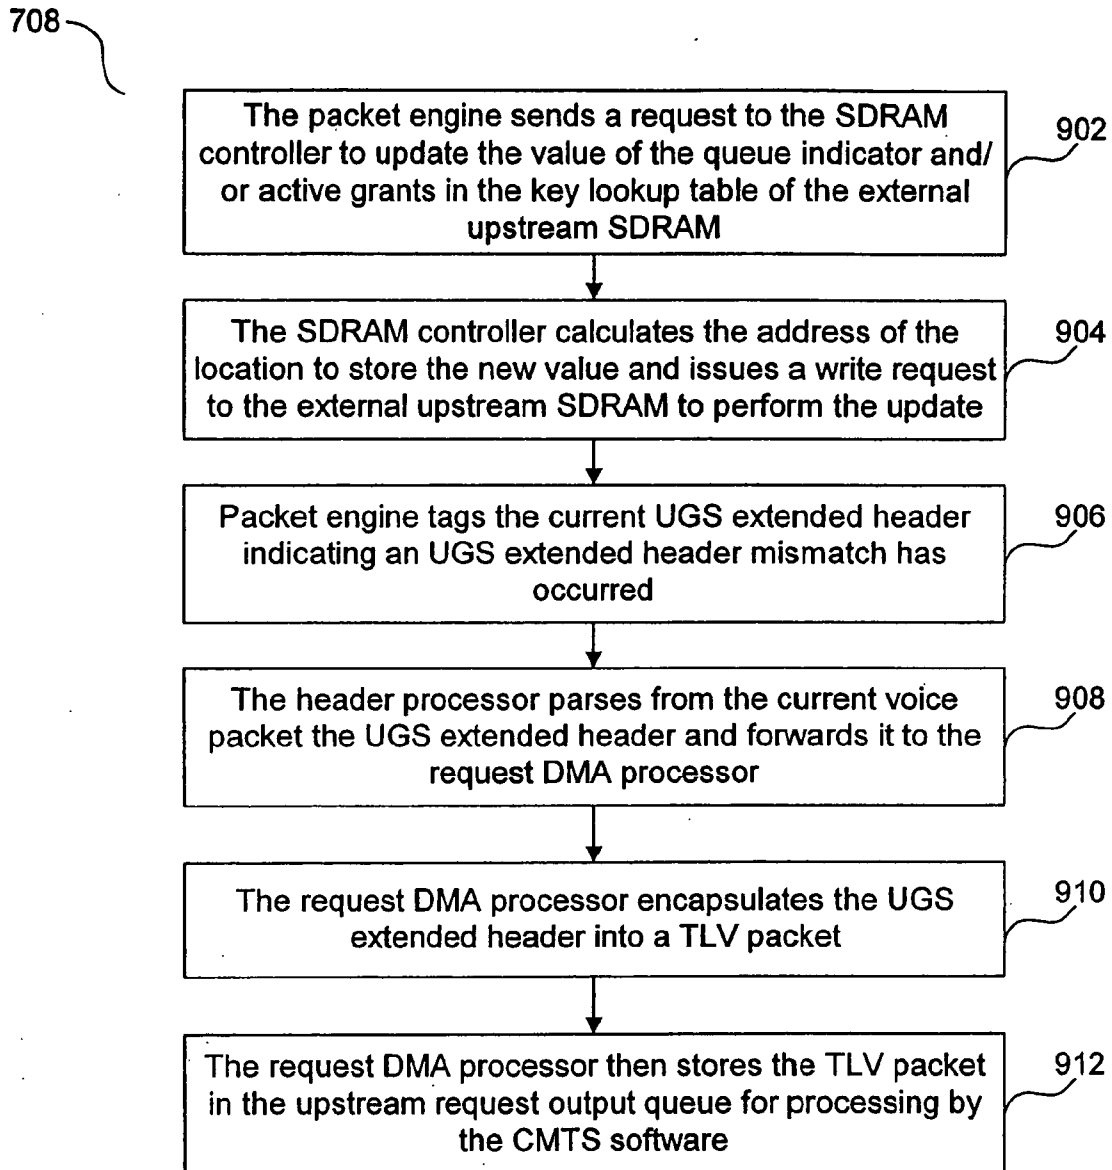 708
The packet engine sends a request to the SDRAM
controller to update the value of the queue indicator and/
or active grants in the key lookup table of the external
upstream SDRAM
902
The SDRAM controller calculates the address of the
location to store the new value and issues a write request
to the external upstream SDRAM to perform the update
904
Packet engine tags the current UGS extended header
indicating an UGS extended header mismatch has
occurred
906
The header processor parses from the current voice
packet the UGS extended header and forwards it to the
request DMA processor
908
The request DMA processor encapsulates the UGS
extended header into a TLV packet
910
The request DMA processor then stores the TLV packet
in the upstream request output queue for processing by
the CMTS software
912